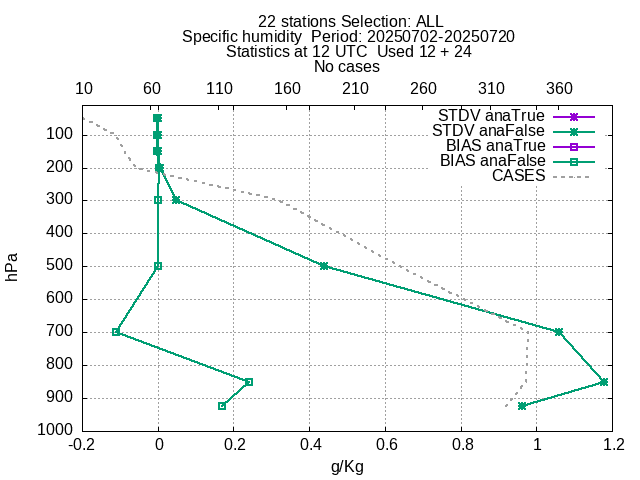 22 stations Selection: ALL
Specific humidity  Period: 20250702-20250720
Statistics at 12 UTC  Used 12 + 24
No cases
10 60 110 160 210 260 310 360
STDV anaTrue
STDV anaFalse
BIAS anaTrue
BIAS anaFalse
CASES
100
200
300
400
500
600
700
800
900
1000
hPa
-0.2 0 0.2 0.4 0.6 0.8 1 1.2
g/Kg